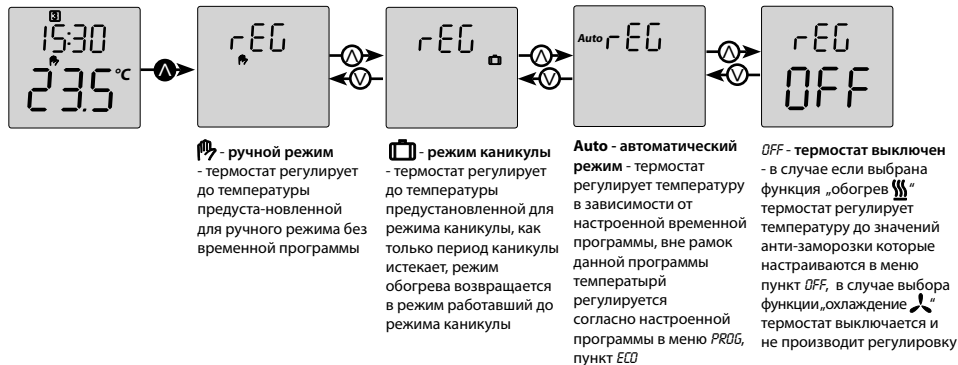 3
15:30
23.5 °C
rEG
rEG
Auto rEG
rEG
OFF
- ручной режим
- термостат регулирует
до температуры
предуста-новленной
для ручного режима без
временной программы
- режим каникулы
- термостат регулирует
до температуры
предустановленной для
режима каникулы, как
только период каникулы
истекает, режим
обогрева возвращается
в режим работавший до
режима каникулы
Auto - автоматический
режим - термостат
регулирует температуру
в зависимости от
настроенной временной
программы, вне рамок
данной программы
температырй
регулируется
согласно настроенной
программы в меню PROG,
пункт ECO
OFF - термостат выключен
- в случае если выбрана
функция „обогрев “
термостат регулирует
температуру до значений
анти-заморозки которые
настраиваются в меню
пункт OFF, в случае выбора
функции „охлаждение “
термостат выключается и
не производит регулировку